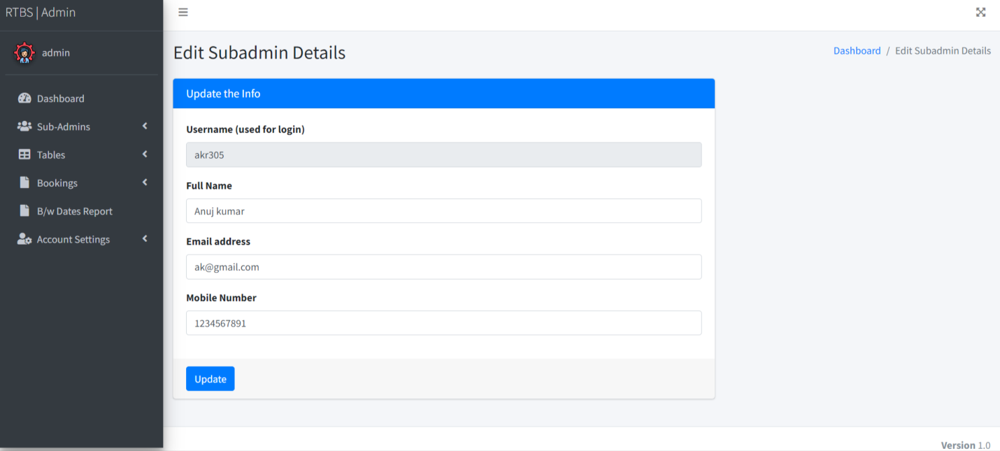 RTBS | Admin
admin
Dashboard
Sub-Admins
Tables
Bookings
B/w Dates Report
Account Settings
Edit Subadmin Details
Dashboard / Edit Subadmin Details
Update the Info
Username (used for login)
akr305
Full Name
Anuj kumar
Email address
ak@gmail.com
Mobile Number
1234567891
Update
Version 1.0